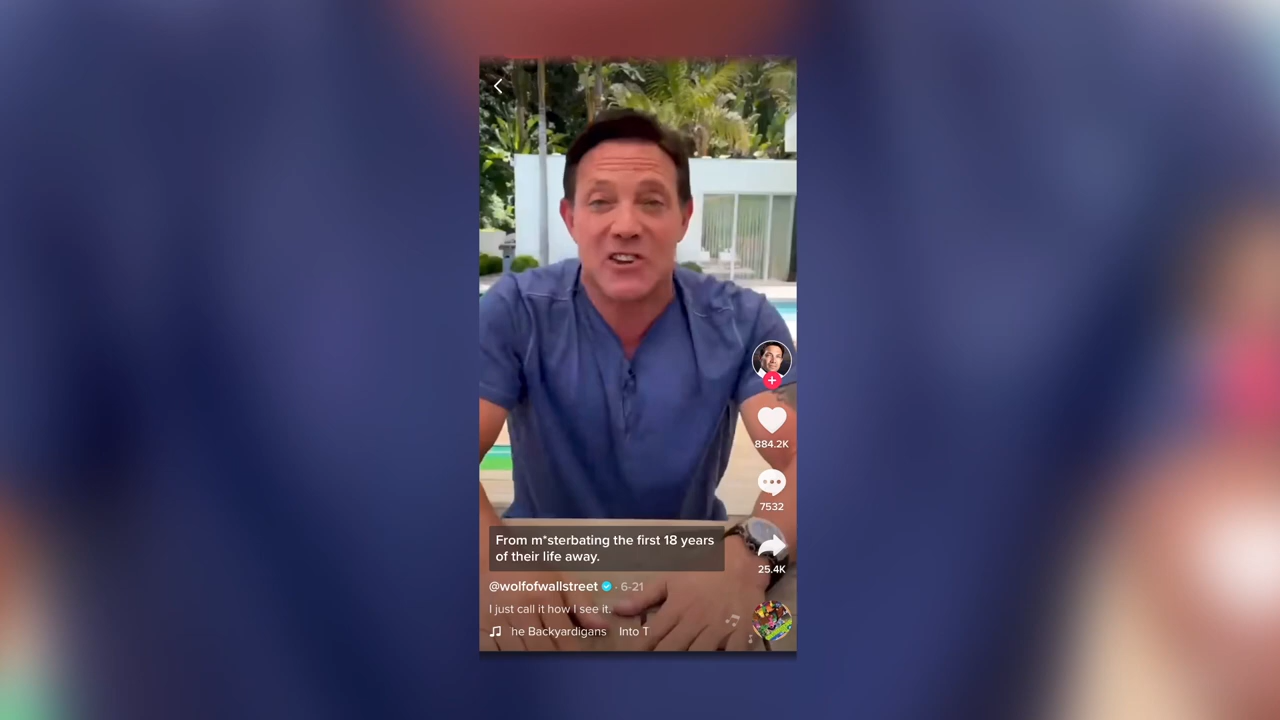 884.2K
7532
From m*sterbating the first 18 years
of their life away.
25.4K
@wolfofwallstreet · 6-21
I just call it how I see it.
he Backyardigans Into T